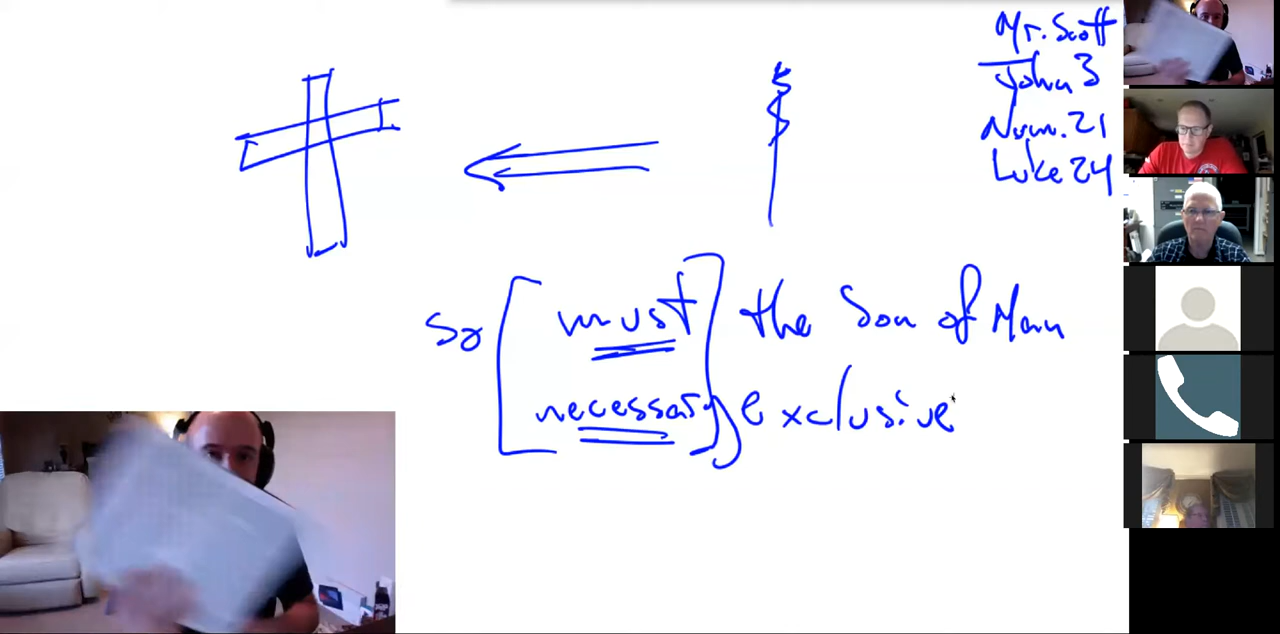 Mr. Scott
John 3
Num. 21
Luke 24
so [must] the Son of Man
necessary exclusive